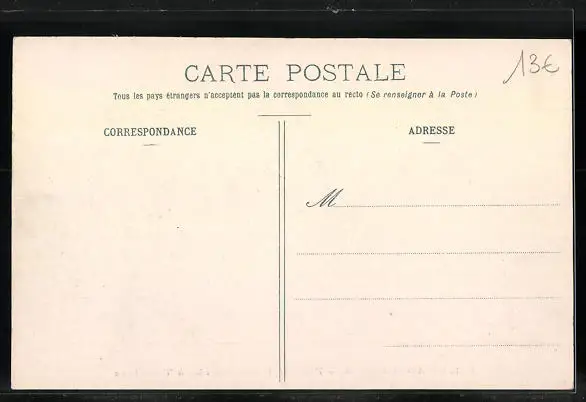 13€
CARTE POSTALE
Tous les pays étrangers n'acceptent pas la correspondance au recto (Se renseigner à la Poste)
CORRESPONDANCE
ADRESSE
M